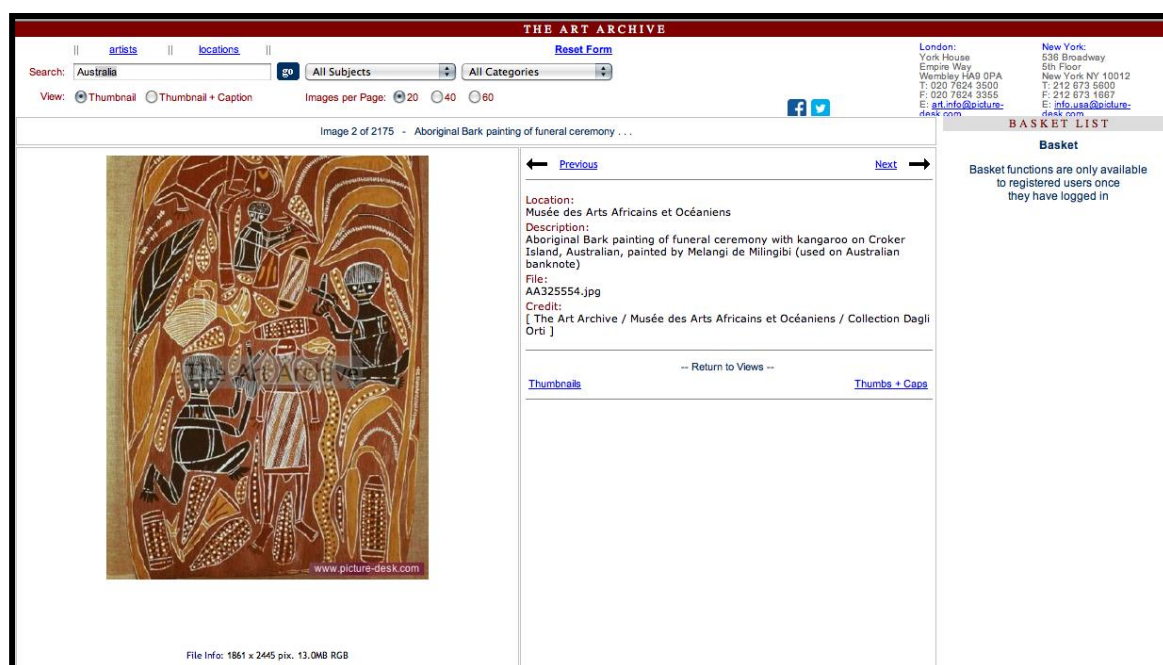 THE ART ARCHIVE
|| artists || locations ||
Reset Form
Search: Australia go All Subjects All Categories
View: Thumbnail Thumbnail + Caption Images per Page: 20 40 60
London:
York House
Empire Way
Wembley HA9 0PA
T: 020 7624 3500
F: 020 7624 3355
E: art.info@picture-
desk.com
New York:
536 Broadway
5th Floor
New York NY 10012
T: 212 673 5600
F: 212 673 1667
E: info.usa@picture-
desk.com
Image 2 of 2175 - Aboriginal Bark painting of funeral ceremony . . .
BASKET LIST
Basket
Basket functions are only available
to registered users once
they have logged in
Previous Next
Location:
Musée des Arts Africains et Océaniens
Description:
Aboriginal Bark painting of funeral ceremony with kangaroo on Croker
Island, Australian, painted by Melangi de Milingibi (used on Australian
banknote)
File:
AA325554.jpg
Credit:
[ The Art Archive / Musée des Arts Africains et Océaniens / Collection Dagli
Orti ]
-- Return to Views --
Thumbnails Thumbs + Caps
The Art Archive
www.picture-desk.com
File Info: 1861 x 2445 pix. 13.0MB RGB